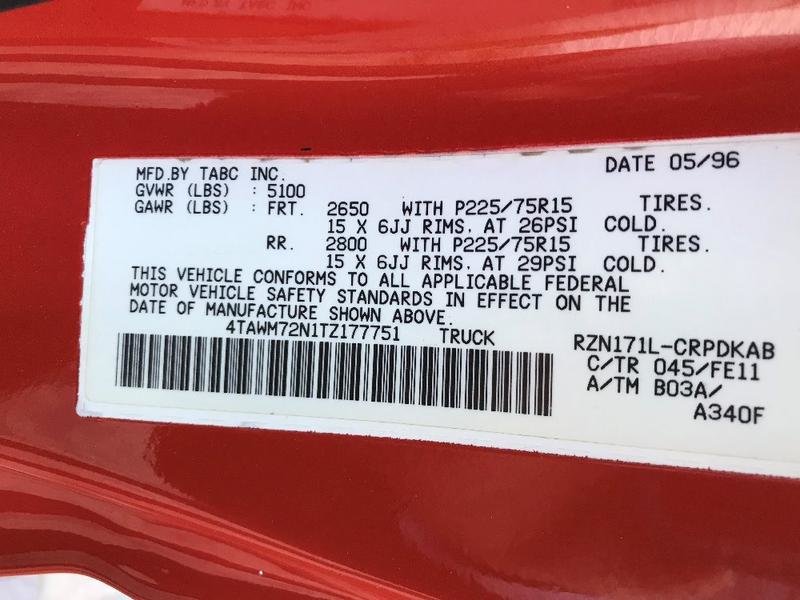 MFD.BY TABC INC. DATE 05/96
GVWR (LBS) : 5100
GAWR (LBS) : FRT. 2650 WITH P225/75R15 TIRES.
15 X 6JJ RIMS. AT 26PSI COLD.
RR. 2800 WITH P225/75R15 TIRES.
15 X 6JJ RIMS. AT 29PSI COLD.
THIS VEHICLE CONFORMS TO ALL APPLICABLE FEDERAL
MOTOR VEHICLE SAFETY STANDARDS IN EFFECT ON THE
DATE OF MANUFACTURE SHOWN ABOVE.
4TAWM72N1TZ177751 TRUCK RZN171L-CRPDKAB
C/TR 045/FE11
A/TM B03A/
A340F